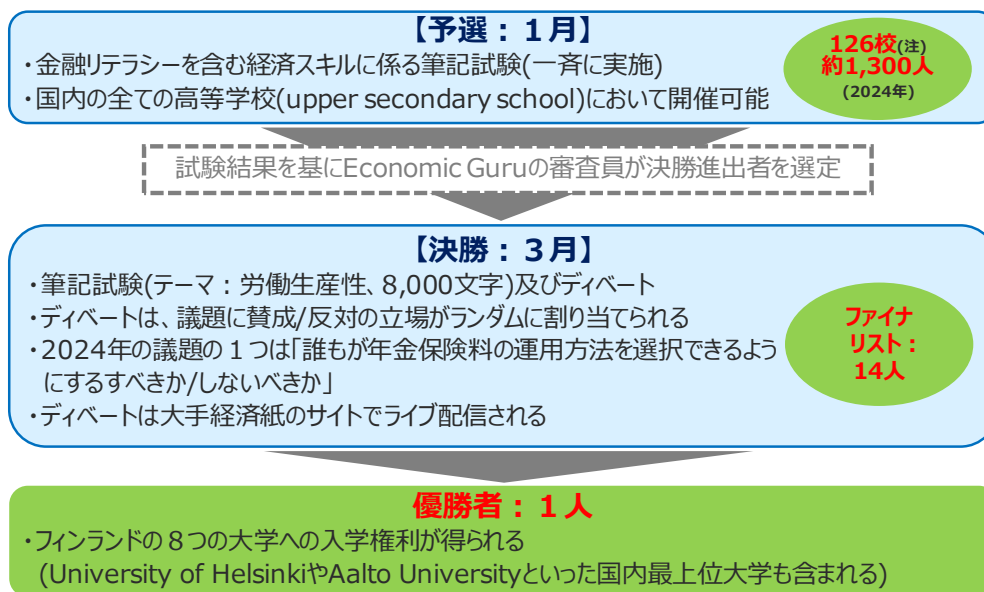 【予選：１月】
・金融リテラシーを含む経済スキルに係る筆記試験(一斉に実施)
・国内の全ての高等学校(upper secondary school)において開催可能
126校(注)
約1,300人
(2024年)
試験結果を基にEconomic Guruの審査員が決勝進出者を選定
【決勝：３月】
・筆記試験(テーマ：労働生産性、8,000文字)及びディベート
・ディベートは、議題に賛成/反対の立場がランダムに割り当てられる
・2024年の議題の１つは「誰もが年金保険料の運用方法を選択できるよう
にするすべきか/しないべきか」
・ディベートは大手経済紙のサイトでライブ配信される
ファイナ
リスト：
14人
優勝者：１人
・フィンランドの８つの大学への入学権利が得られる
(University of HelsinkiやAalto Universityといった国内最上位大学も含まれる)